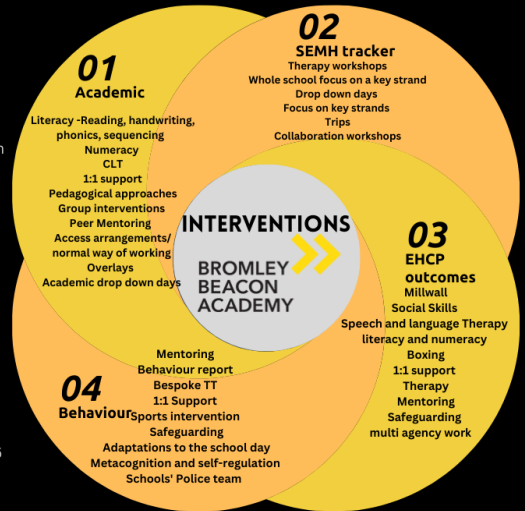 01
Academic
Literacy -Reading, handwriting,
phonics, sequencing
Numeracy
CLT
1:1 support
Pedagogical approaches
Group interventions
Peer Mentoring
Access arrangements/
normal way of working
Overlays
Academic drop down days
02
SEMH tracker
Therapy workshops
Whole school focus on a key strand
Drop down days
Focus on key strands
Trips
Collaboration workshops
INTERVENTIONS
BROMLEY
BEACON
ACADEMY
03
EHCP
outcomes
Millwall
Social Skills
Speech and language Therapy
literacy and numeracy
Boxing
1:1 support
Therapy
Mentoring
Safeguarding
multi agency work
04
Behaviour
Mentoring
Behaviour report
Bespoke TT
1:1 Support
Sports intervention
Safeguarding
Adaptations to the school day
Metacognition and self-regulation
Schools' Police team